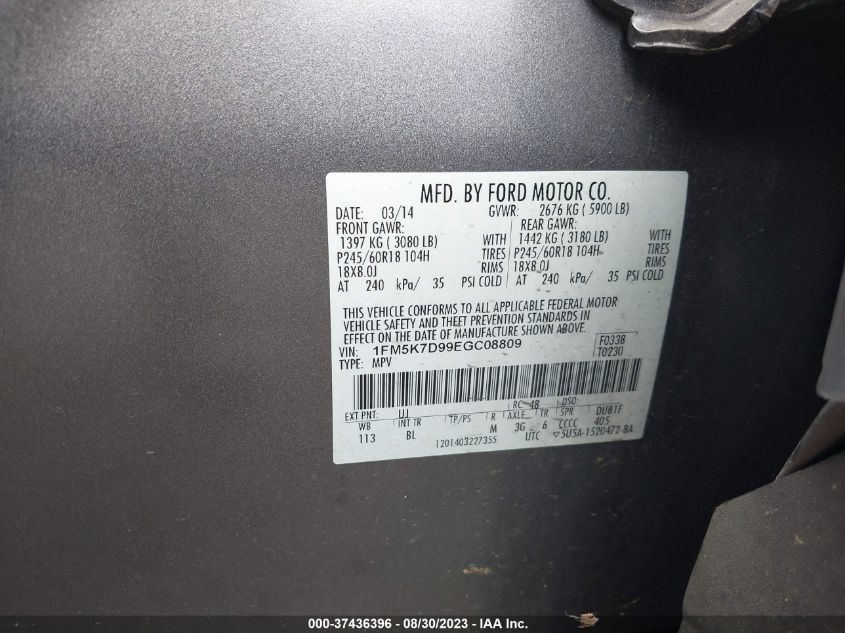 MFD. BY FORD MOTOR CO.
DATE: 03/14 GVWR: 2676 KG ( 5900 LB)
FRONT GAWR: REAR GAWR:
1397 KG ( 3080 LB) WITH 1442 KG ( 3180 LB) WITH
P245/60R18 104H TIRES P245/60R18 104H TIRES
18X8.0J RIMS 18X8.0J RIMS
AT 240 kPa/ 35 PSI COLD AT 240 kPa/ 35 PSI COLD
THIS VEHICLE CONFORMS TO ALL APPLICABLE FEDERAL MOTOR
VEHICLE SAFETY AND THEFT PREVENTION STANDARDS IN
EFFECT ON THE DATE OF MANUFACTURE SHOWN ABOVE.
VIN: 1FM5K7D99EGC08809 F0338
TYPE: MPV T0230
EXT PNT: UJ RC: 48 DSO:
WB INT TR TP/PS R AXLE TR SPR DUB1F
113 BL M 3G 6 CCCC 405
1201403227355 UTC ▽5U5A-1520472-BA
000-37436396 - 08/30/2023 - IAA Inc.